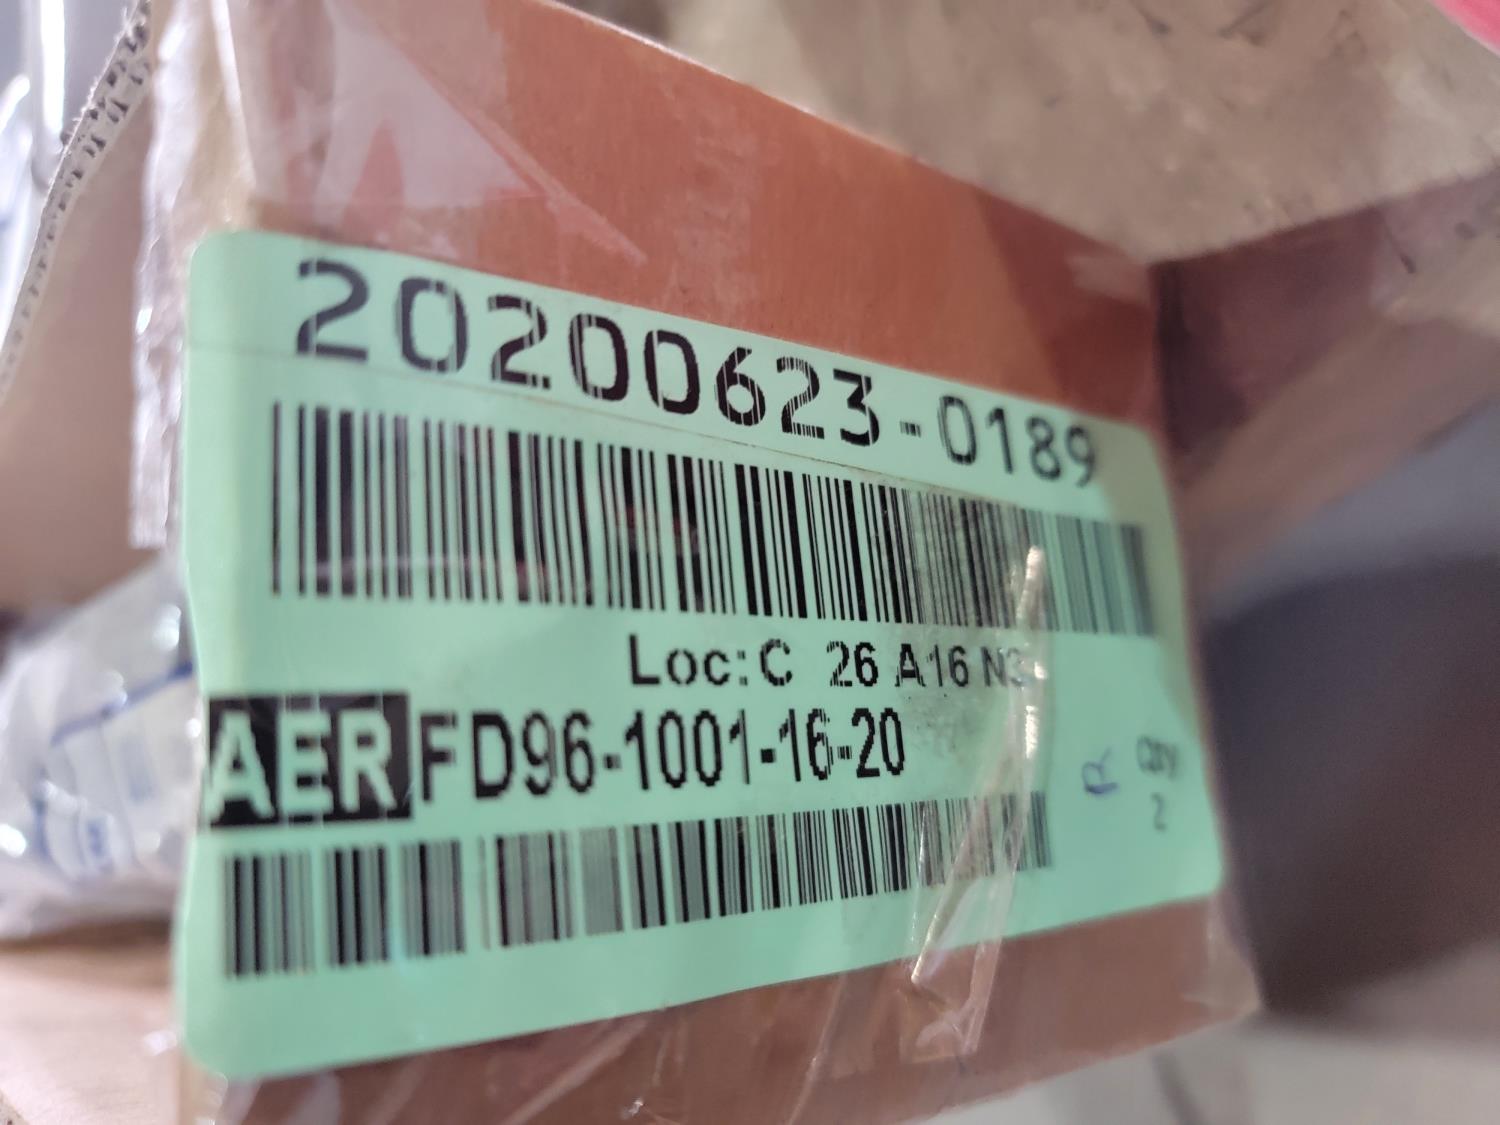 20200623-0189
Loc: C 26 A16 N3
AER FD96-1001-16-20
R
Qty
2